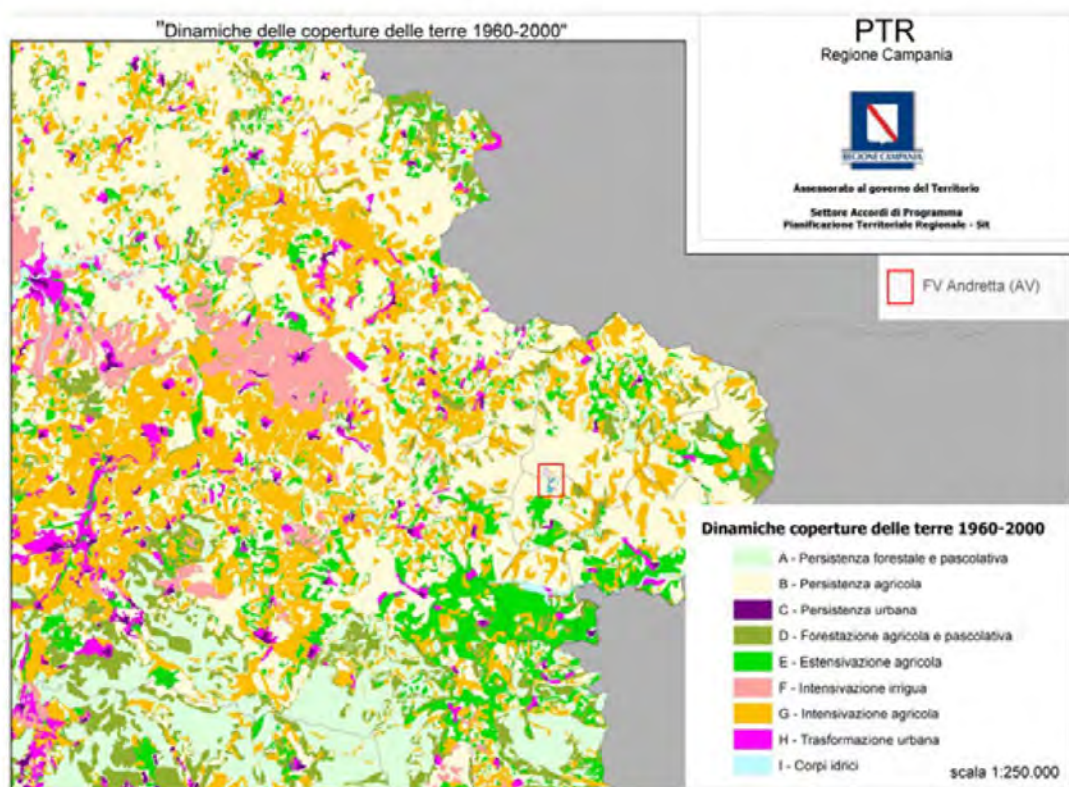 "Dinamiche delle coperture delle terre 1960-2000"
PTR
Regione Campania
REGIONE CAMPANIA
Assessorato al governo del Territorio
Settore Accordi di Programma
Pianificazione Territoriale Regionale - Sit
FV Andretta (AV)
Dinamiche coperture delle terre 1960-2000
A - Persistenza forestale e pascolativa
B - Persistenza agricola
C - Persistenza urbana
D - Forestazione agricola e pascolativa
E - Estensivazione agricola
F - Intensivazione irrigua
G - Intensivazione agricola
H - Trasformazione urbana
I - Corpi idrici
scala 1:250.000